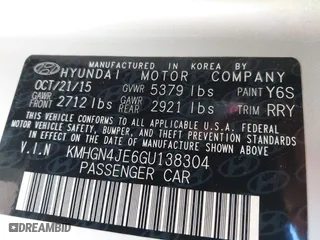 MANUFACTURED IN KOREA BY
HYUNDAI MOTOR COMPANY
OCT/21/15 GVWR 5379 lbs PAINT Y6S
GAWR FRONT 2712 lbs GAWR REAR 2921 lbs TRIM RRY
THIS VEHICLE CONFORMS TO ALL APPLICABLE U.S. FEDERAL MOTOR
VEHICLE SAFETY, BUMPER, AND THEFT PREVENTION STANDARDS
IN EFFECT ON THE DATE OF MANUFACTURE SHOWN ABOVE.
V.I.N KMHGN4JE6GU138304
PASSENGER CAR
DREAMBID